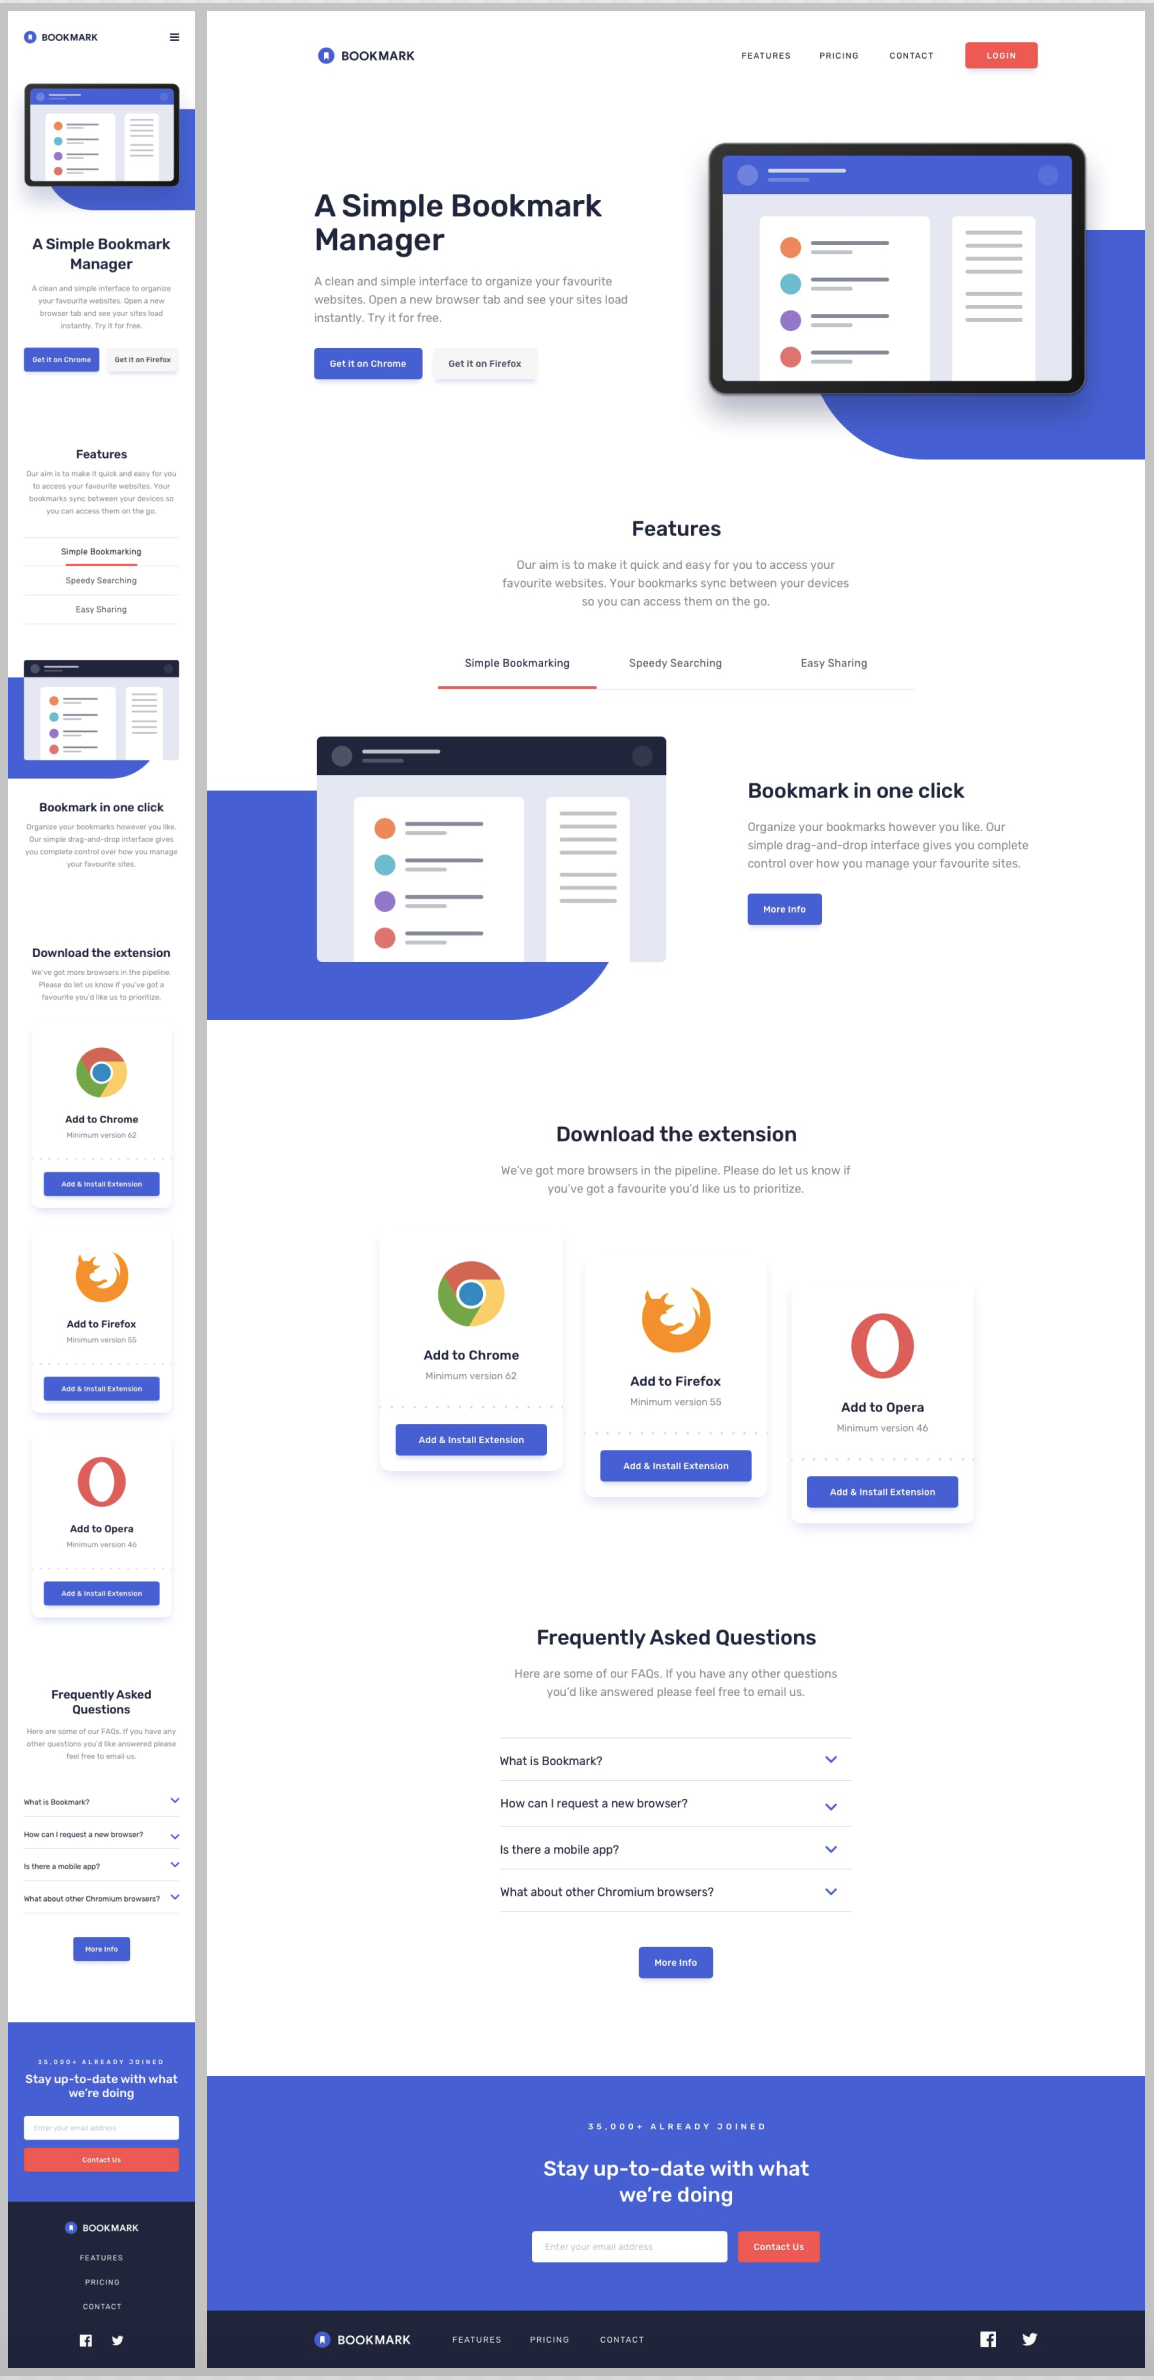 BOOKMARK
A Simple Bookmark
Manager
A clean and simple interface to organize
your favourite websites. Open a new
browser tab and see your sites load
instantly. Try it for free.
Get it on Chrome
Get it on Firefox
Features
Our aim is to make it quick and easy for you
to access your favourite websites. Your
bookmarks sync between your devices so
you can access them on the go.
Simple Bookmarking
Speedy Searching
Easy Sharing
Bookmark in one click
Organize your bookmarks however you like.
Our simple drag-and-drop interface gives
you complete control over how you manage
your favourite sites.
Download the extension
We've got more browsers in the pipeline.
Please do let us know if you've got a
favourite you'd like us to prioritize.
Add to Chrome
Minimum version 62
Add & Install Extension
Add to Firefox
Minimum version 55
Add & Install Extension
Add to Opera
Minimum version 46
Add & Install Extension
Frequently Asked
Questions
Here are some of our FAQs. If you have any
other questions you'd like answered please
feel free to email us.
What is Bookmark?
How can I request a new browser?
Is there a mobile app?
What about other Chromium browsers?
More Info
35,000+ ALREADY JOINED
Stay up-to-date with what
we're doing
Enter your email address
Contact Us
BOOKMARK
FEATURES
PRICING
CONTACT
BOOKMARK
FEATURES
PRICING
CONTACT
LOGIN
A Simple Bookmark
Manager
A clean and simple interface to organize your favourite
websites. Open a new browser tab and see your sites load
instantly. Try it for free.
Get it on Chrome
Get it on Firefox
Features
Our aim is to make it quick and easy for you to access your
favourite websites. Your bookmarks sync between your devices
so you can access them on the go.
Simple Bookmarking
Speedy Searching
Easy Sharing
Bookmark in one click
Organize your bookmarks however you like. Our
simple drag-and-drop interface gives you complete
control over how you manage your favourite sites.
More Info
Download the extension
We've got more browsers in the pipeline. Please do let us know if
you've got a favourite you'd like us to prioritize.
Add to Chrome
Minimum version 62
Add & Install Extension
Add to Firefox
Minimum version 55
Add & Install Extension
Add to Opera
Minimum version 46
Add & Install Extension
Frequently Asked Questions
Here are some of our FAQs. If you have any other questions
you'd like answered please feel free to email us.
What is Bookmark?
How can I request a new browser?
Is there a mobile app?
What about other Chromium browsers?
More Info
35,000+ ALREADY JOINED
Stay up-to-date with what
we're doing
Enter your email address
Contact Us
BOOKMARK
FEATURES
PRICING
CONTACT